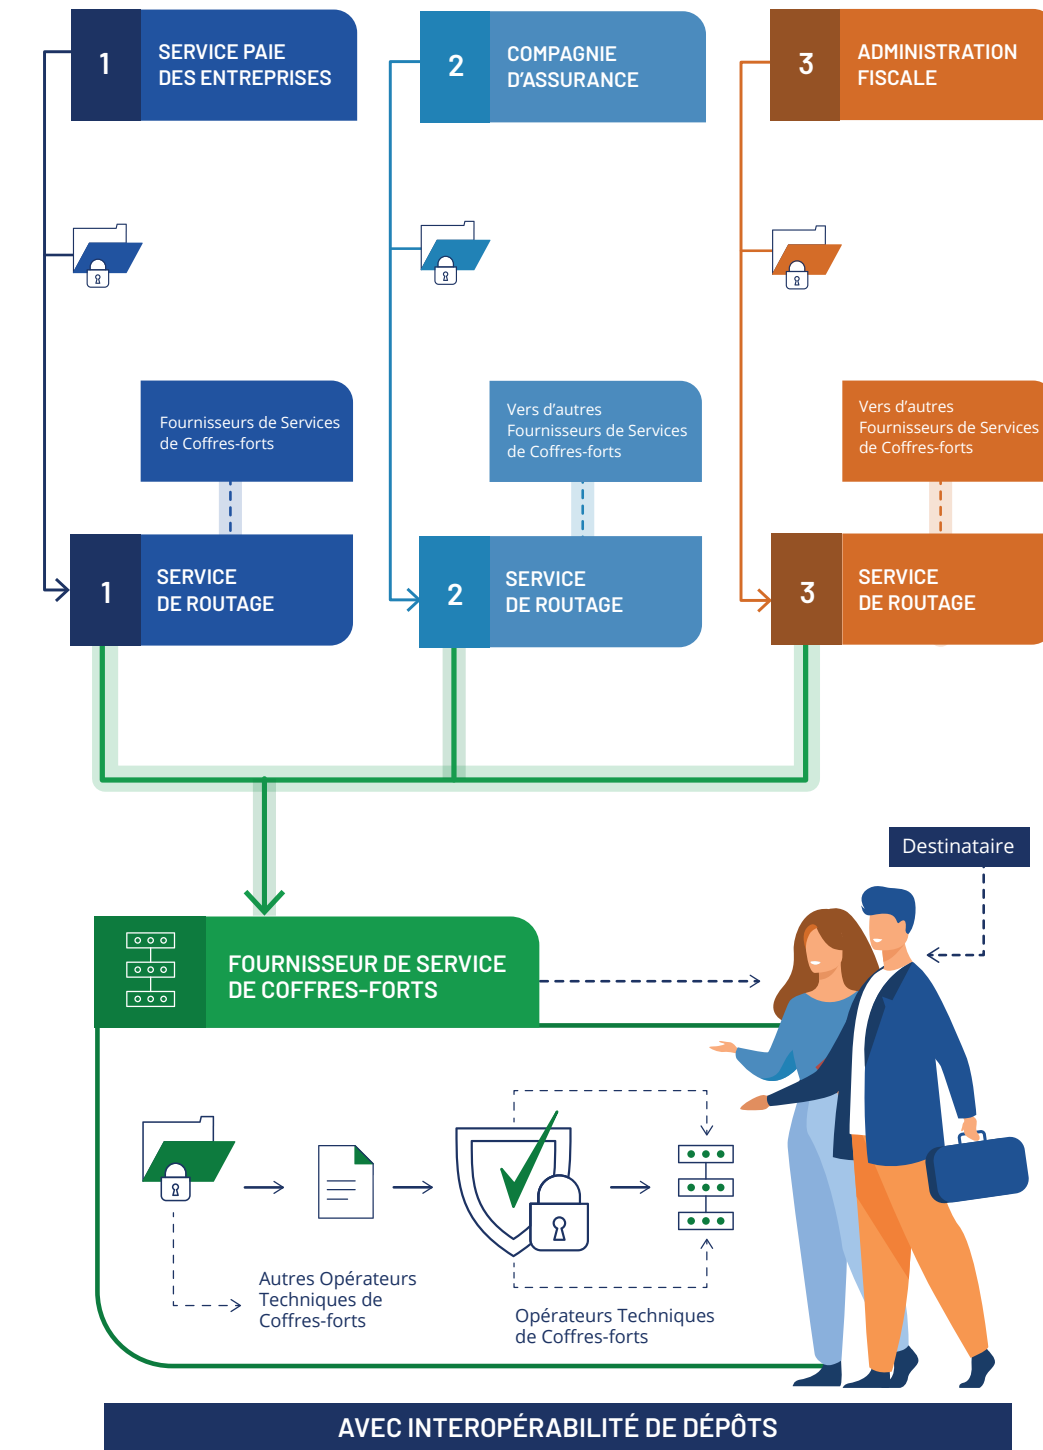 1
SERVICE PAIE
DES ENTREPRISES
2
COMPAGNIE
D'ASSURANCE
3
ADMINISTRATION
FISCALE
Fournisseurs de Services
de Coffres-forts
Vers d'autres
Fournisseurs de Services
de Coffres-forts
Vers d'autres
Fournisseurs de Services
de Coffres-forts
1
SERVICE
DE ROUTAGE
2
SERVICE
DE ROUTAGE
3
SERVICE
DE ROUTAGE
Destinataire
FOURNISSEUR DE SERVICE
DE COFFRES-FORTS
Autres Opérateurs
Techniques de
Coffres-forts
Opérateurs Techniques
de Coffres-forts
AVEC INTEROPÉRABILITÉ DE DÉPÔTS